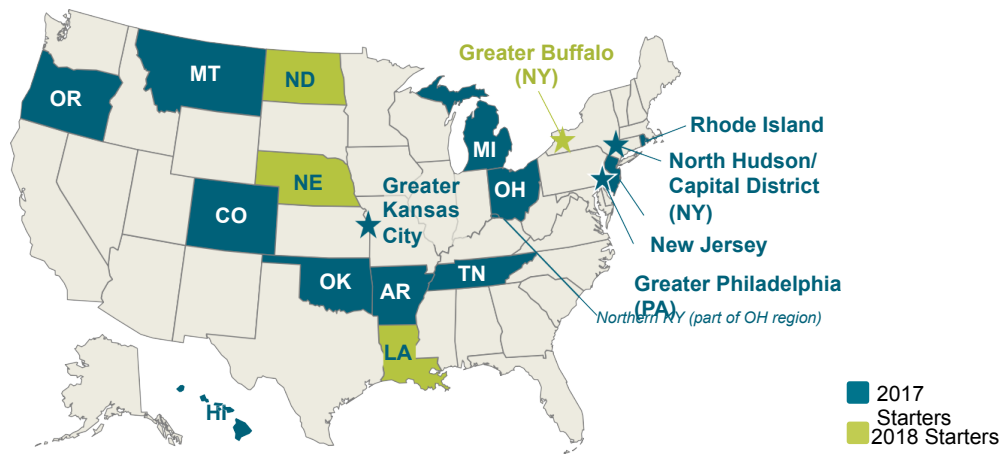 Greater Buffalo
(NY)
MT
ND
OR
Rhode Island
MI
North Hudson/
Capital District
(NY)
NE
Greater
Kansas
City
OH
CO
New Jersey
OK
AR
TN
Greater Philadelphia
(PA)
Northern KY (part of OH region)
LA
HI
2017
Starters
2018 Starters